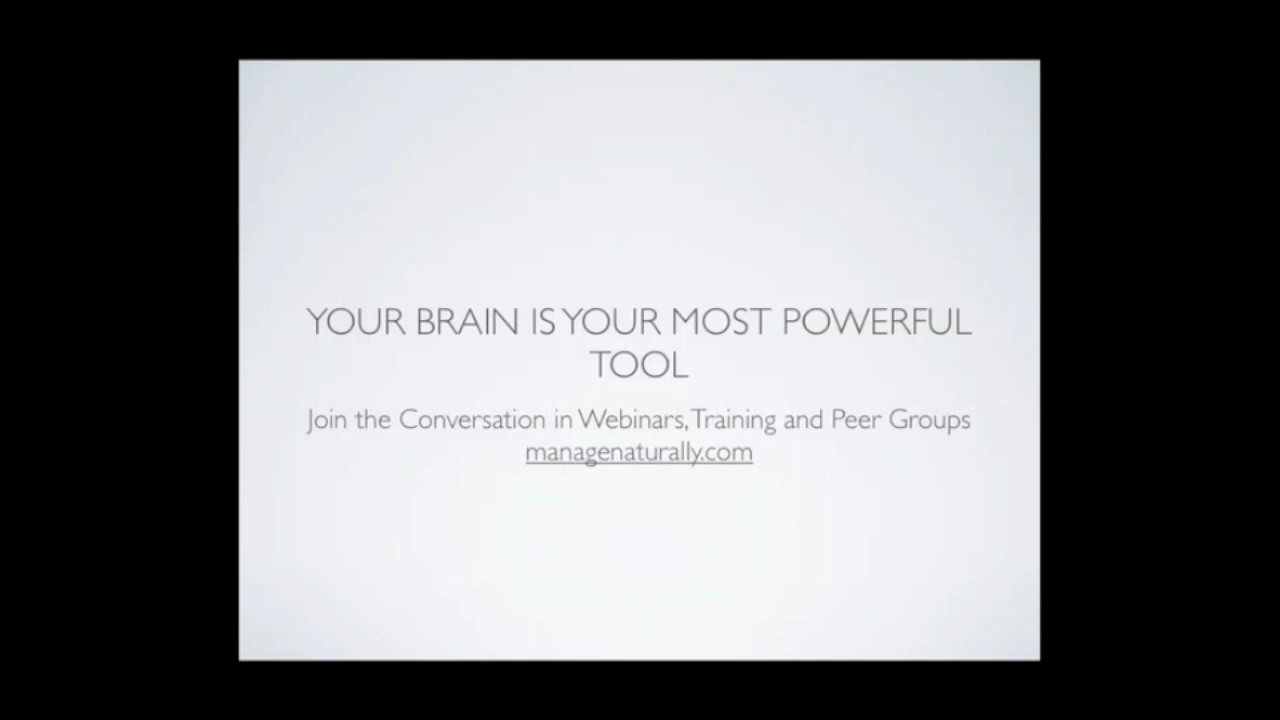 YOUR BRAIN IS YOUR MOST POWERFUL
TOOL
Join the Conversation in Webinars, Training and Peer Groups
managenaturally.com